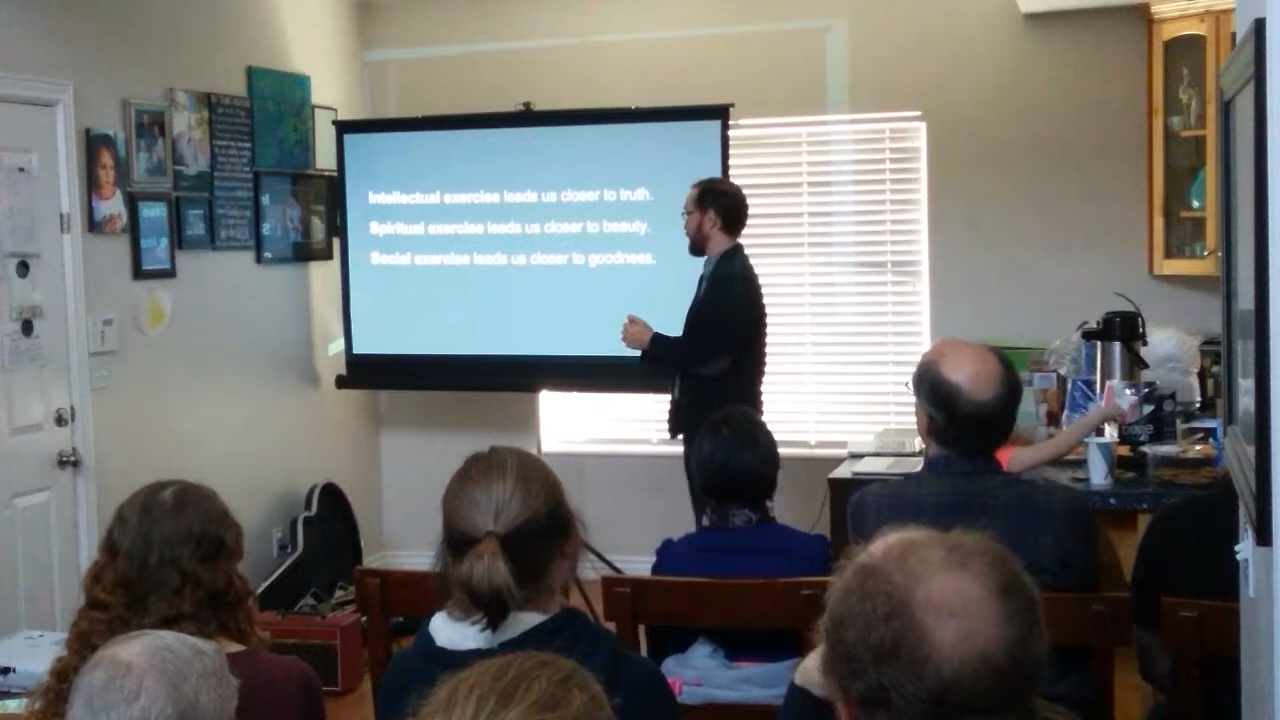 Intellectual exercise leads us closer to truth.
Spiritual exercise leads us closer to beauty.
Social exercise leads us closer to goodness.